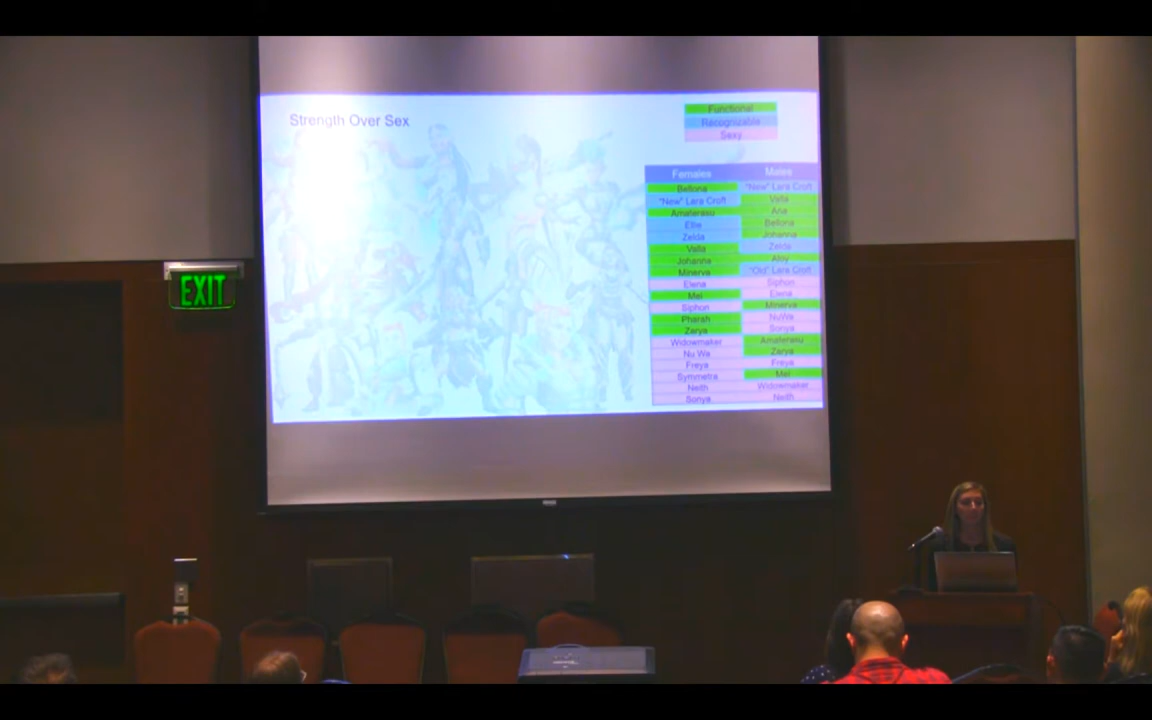 Strength Over Sex
Functional
Recognizable
Sexy
Females Males
Bellona "New" Lara Croft
"New" Lara Croft Valla
Amaterasu Ana
Ellie Bellona
Zelda Johanna
Valla Zelda
Johanna Aloy
Minerva "Old" Lara Croft
Elena Siphon
Mei Elena
Siphon Minerva
Pharah NuWa
Zarya Sonya
Widowmaker Amaterasu
Nu Wa Zarya
Freya Freya
Symmetra Mei
Neith Widowmaker
Sonya Neith
EXIT